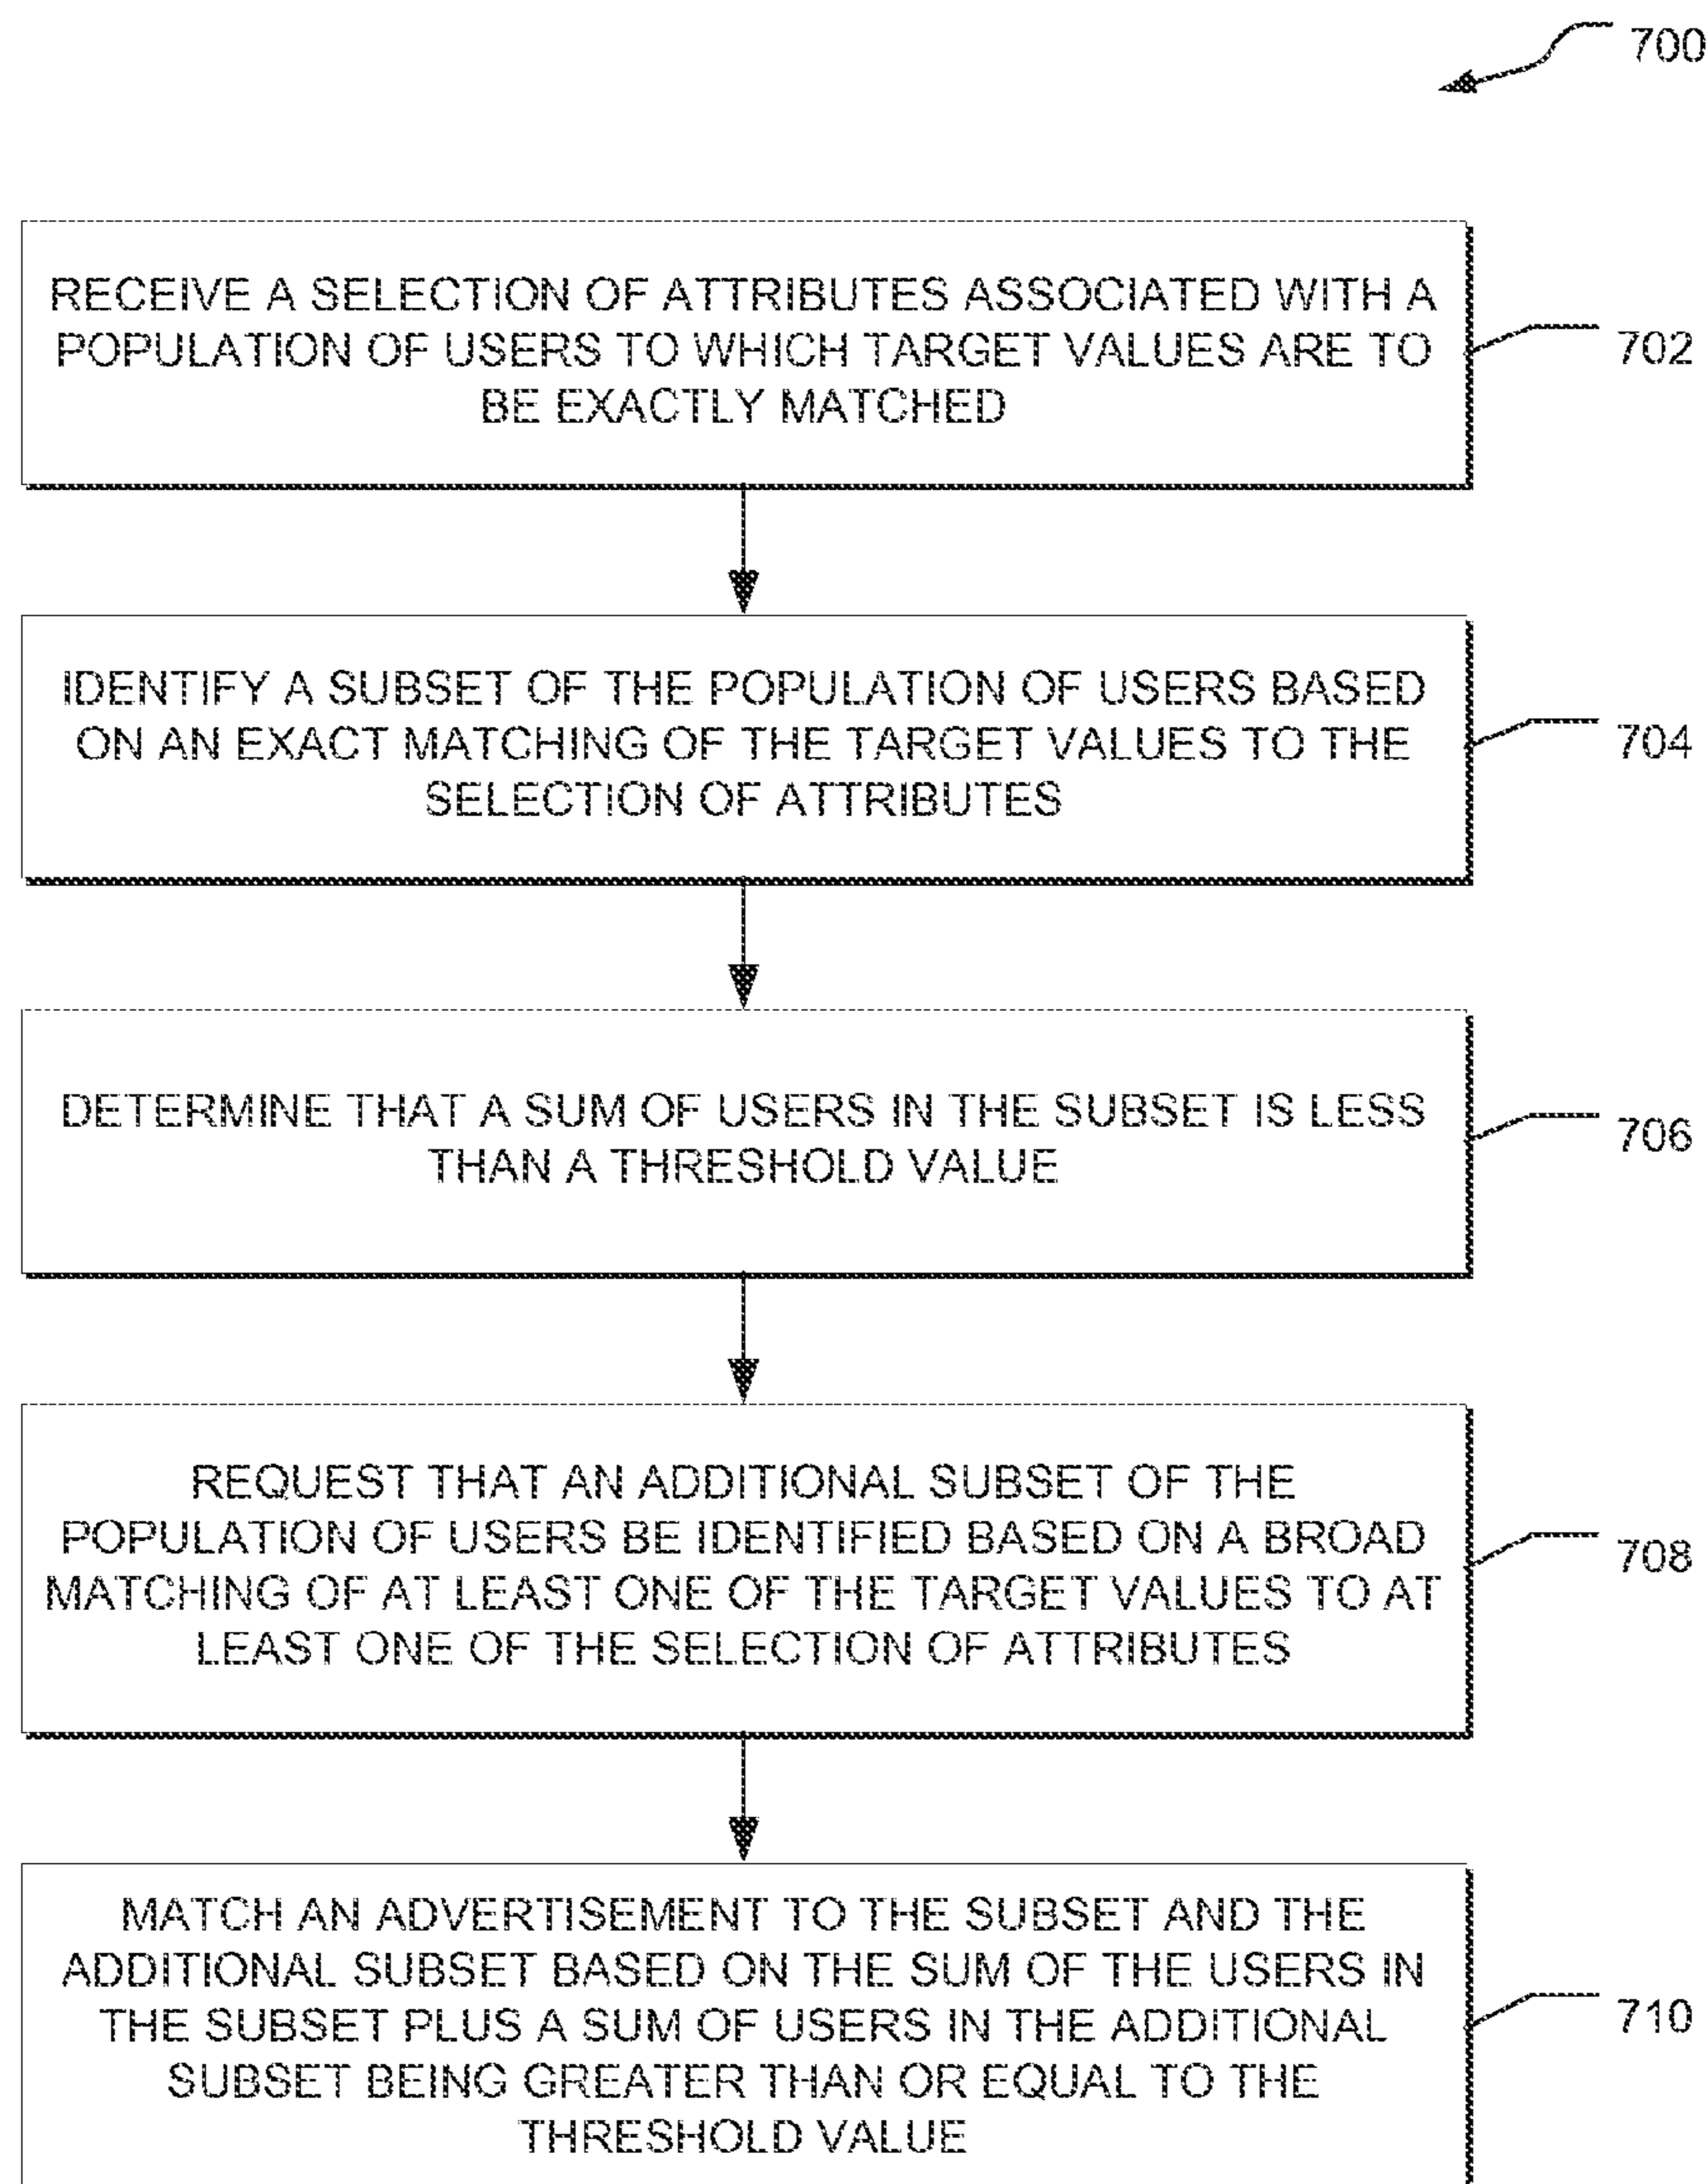 700
RECEIVE A SELECTION OF ATTRIBUTES ASSOCIATED WITH A
POPULATION OF USERS TO WHICH TARGET VALUES ARE TO
BE EXACTLY MATCHED
702
IDENTIFY A SUBSET OF THE POPULATION OF USERS BASED
ON AN EXACT MATCHING OF THE TARGET VALUES TO THE
SELECTION OF ATTRIBUTES
704
DETERMINE THAT A SUM OF USERS IN THE SUBSET IS LESS
THAN A THRESHOLD VALUE
706
REQUEST THAT AN ADDITIONAL SUBSET OF THE
POPULATION OF USERS BE IDENTIFIED BASED ON A BROAD
MATCHING OF AT LEAST ONE OF THE TARGET VALUES TO AT
LEAST ONE OF THE SELECTION OF ATTRIBUTES
708
MATCH AN ADVERTISEMENT TO THE SUBSET AND THE
ADDITIONAL SUBSET BASED ON THE SUM OF THE USERS IN
THE SUBSET PLUS A SUM OF USERS IN THE ADDITIONAL
SUBSET BEING GREATER THAN OR EQUAL TO THE
THRESHOLD VALUE
710